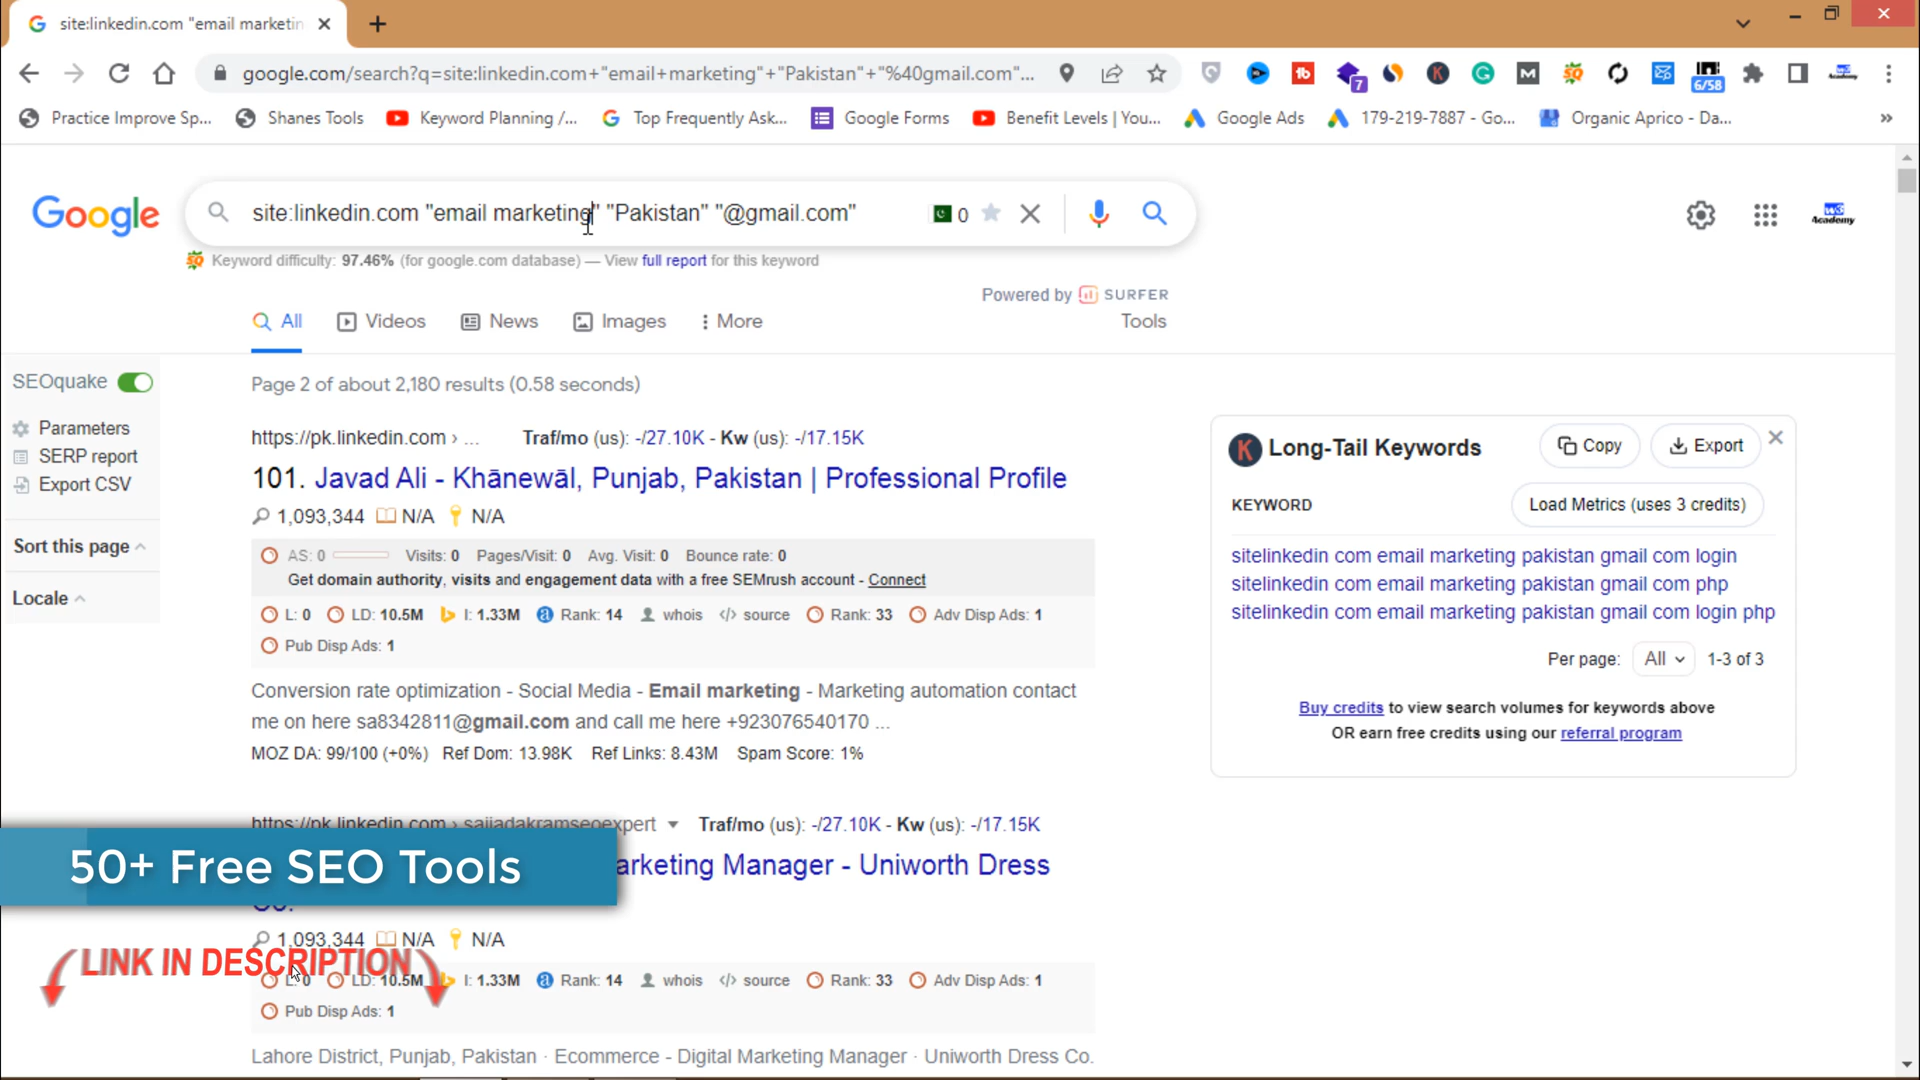 site:linkedin.com "email marketin
google.com/search?q=site:linkedin.com+"email+marketing"+"Pakistan"+"%40gmail.com"...
7
6/58
Practice Improve Sp...
Shanes Tools
Keyword Planning /...
Top Frequently Ask...
Google Forms
Benefit Levels | You...
Google Ads
179-219-7887 - Go...
Organic Aprico - Da...
Google
site:linkedin.com "email marketing" "Pakistan" "@gmail.com"
0
Academy
Keyword difficulty: 97.46% (for google.com database) — View full report for this keyword
Powered by SURFER
All
Videos
News
Images
More
Tools
SEOquake
Parameters
SERP report
Export CSV
Sort this page
Locale
Page 2 of about 2,180 results (0.58 seconds)
https://pk.linkedin.com › ...
Traf/mo (us): -/27.10K - Kw (us): -/17.15K
101. Javad Ali - Khānewāl, Punjab, Pakistan | Professional Profile
1,093,344 N/A N/A
AS: 0 Visits: 0 Pages/Visit: 0 Avg. Visit: 0 Bounce rate: 0
Get domain authority, visits and engagement data with a free SEMrush account - Connect
L: 0 LD: 10.5M I: 1.33M Rank: 14 whois source Rank: 33 Adv Disp Ads: 1
Pub Disp Ads: 1
Conversion rate optimization - Social Media - Email marketing - Marketing automation contact
me on here sa8342811@gmail.com and call me here +923076540170 ...
MOZ DA: 99/100 (+0%) Ref Dom: 13.98K Ref Links: 8.43M Spam Score: 1%
https://pk.linkedin.com › sajjadakramseoexpert
Traf/mo (us): -/27.10K - Kw (us): -/17.15K
arketing Manager - Uniworth Dress
Co.
1,093,344 N/A N/A
L: 0 LD: 10.5M I: 1.33M Rank: 14 whois source Rank: 33 Adv Disp Ads: 1
Pub Disp Ads: 1
Lahore District, Punjab, Pakistan · Ecommerce - Digital Marketing Manager · Uniworth Dress Co.
Long-Tail Keywords
Copy
Export
KEYWORD
Load Metrics (uses 3 credits)
sitelinkedin com email marketing pakistan gmail com login
sitelinkedin com email marketing pakistan gmail com php
sitelinkedin com email marketing pakistan gmail com login php
Per page: All 1-3 of 3
Buy credits to view search volumes for keywords above
OR earn free credits using our referral program
50+ Free SEO Tools
LINK IN DESCRIPTION